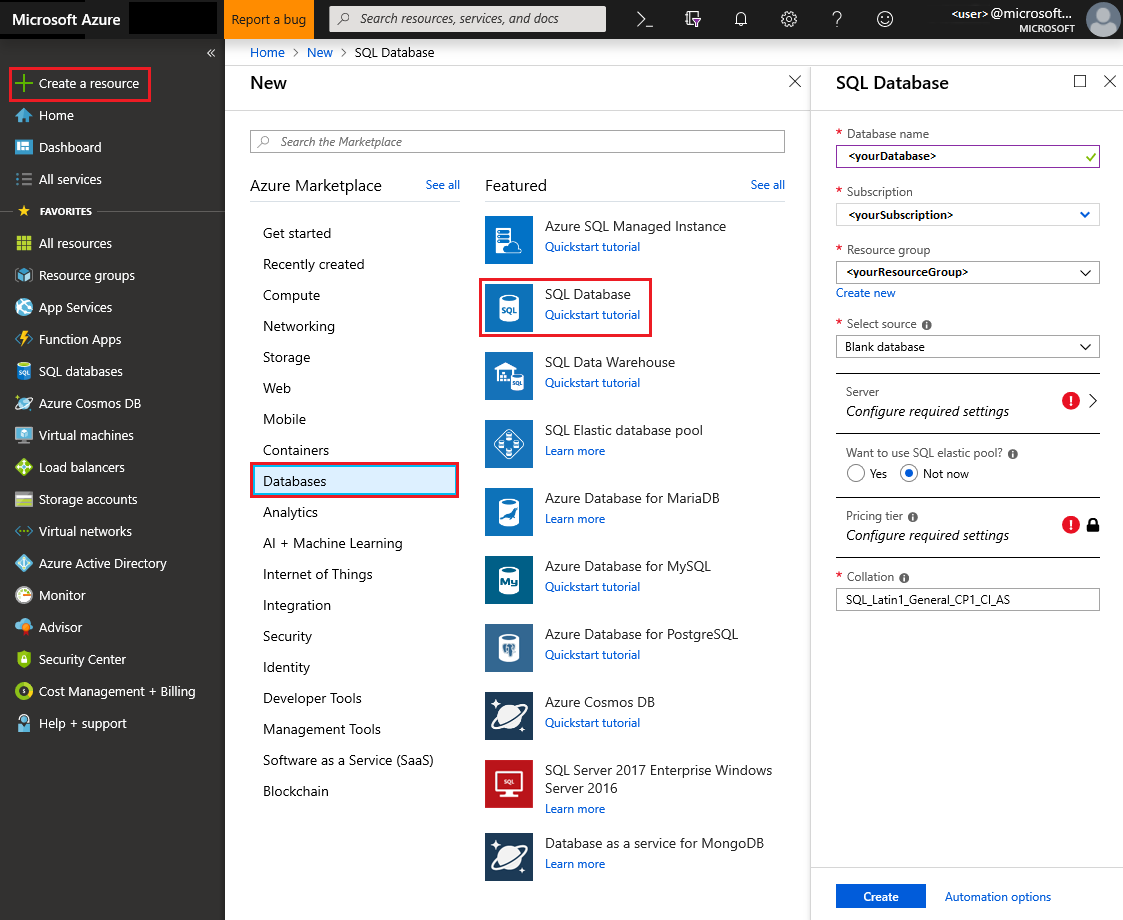 Microsoft Azure
Report a bug
Search resources, services, and docs
<user> @microsoft...
MICROSOFT
Create a resource
Home
Dashboard
All services
FAVORITES
All resources
Resource groups
App Services
Function Apps
SQL databases
Azure Cosmos DB
Virtual machines
Load balancers
Storage accounts
Virtual networks
Azure Active Directory
Monitor
Advisor
Security Center
Cost Management + Billing
Help + support
Home > New > SQL Database
New
Search the Marketplace
Azure Marketplace See all
Get started
Recently created
Compute
Networking
Storage
Web
Mobile
Containers
Databases
Analytics
AI + Machine Learning
Internet of Things
Integration
Security
Identity
Developer Tools
Management Tools
Software as a Service (SaaS)
Blockchain
Featured See all
Azure SQL Managed Instance
Quickstart tutorial
SQL
SQL Database
Quickstart tutorial
SQL
SQL Data Warehouse
Quickstart tutorial
SQL Elastic database pool
Learn more
Azure Database for MariaDB
Learn more
My
Azure Database for MySQL
Quickstart tutorial
Azure Database for PostgreSQL
Quickstart tutorial
Azure Cosmos DB
Quickstart tutorial
SQL
SQL Server 2017 Enterprise Windows
Server 2016
Learn more
Database as a service for MongoDB
Learn more
SQL Database
* Database name
<yourDatabase>
* Subscription
<yourSubscription>
* Resource group
<yourResourceGroup>
Create new
* Select source
Blank database
Server
Configure required settings
Want to use SQL elastic pool?
Yes Not now
Pricing tier
Configure required settings
* Collation
SQL_Latin1_General_CP1_CI_AS
Create Automation options